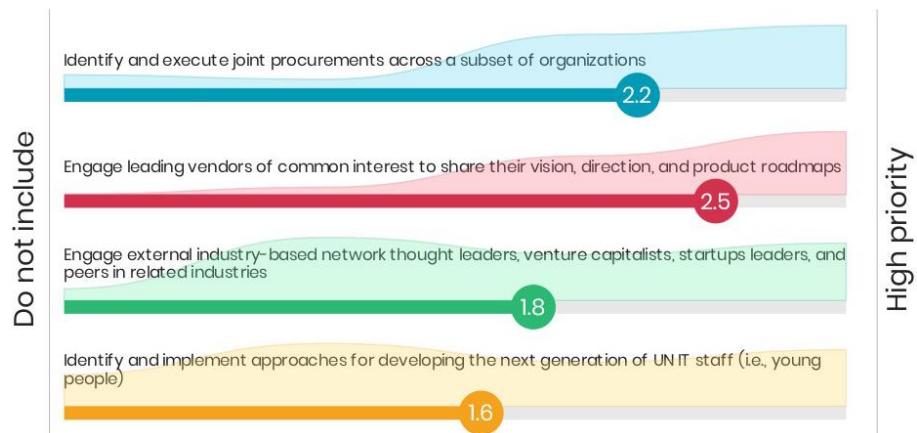 Do not include
Identify and execute joint procurements across a subset of organizations
2.2
Engage leading vendors of common interest to share their vision, direction, and product roadmaps
2.5
Engage external industry-based network thought leaders, venture capitalists, startups leaders, and
peers in related industries
1.8
Identify and implement approaches for developing the next generation of UN IT staff (i.e., young
people)
1.6
High priority